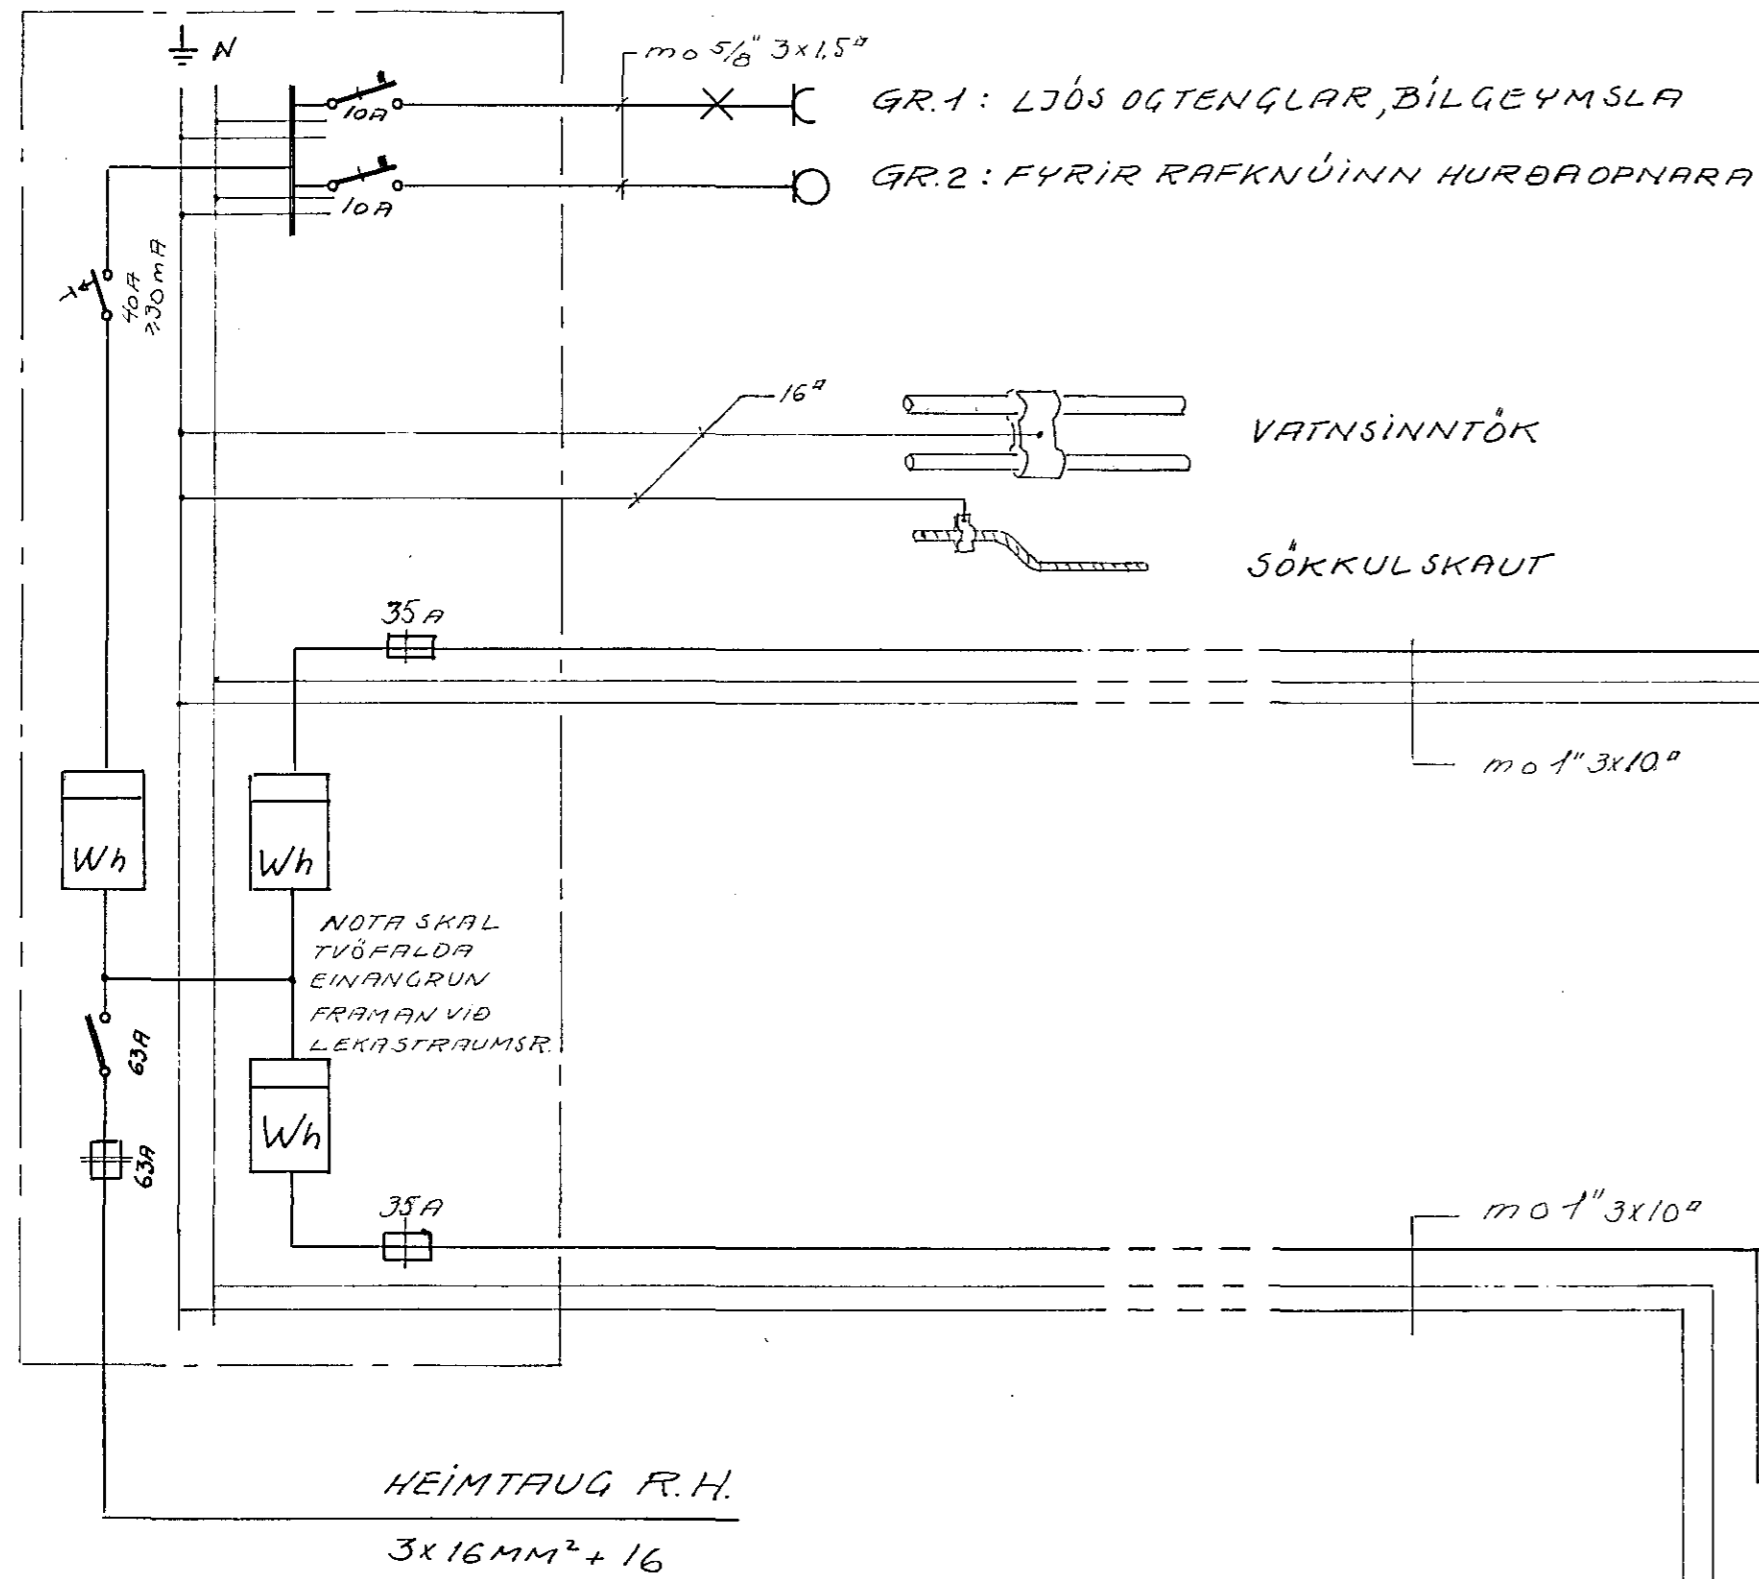 N
mo 5/8" 3x1,5□
10A
GR.1: LJÓS OG TENGLAR, BÍLGEYMSLA
10A
GR.2: FYRIR RAFKNÚINN HURÐAOPNARA
40A
≥30mA
16□
VATNSINNTÖK
SÖKKULSKAUT
35A
mo 1" 3x10□
Wh
Wh
NOTA SKAL
TVÖFALDA
EINANGRUN
FRAMAN VIÐ
LEKASTRAUMSR.
63A
Wh
63A
35A
mo 1" 3x10□
HEIMTAUG R.H.
3x16MM² + 16